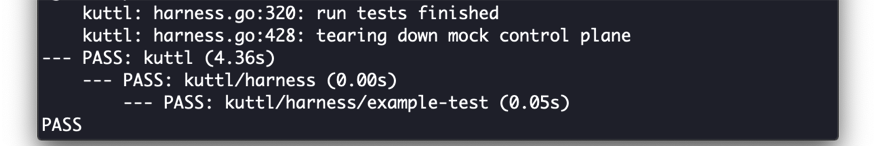 kuttl: harness.go:320: run tests finished
kuttl: harness.go:428: tearing down mock control plane
--- PASS: kuttl (4.36s)
--- PASS: kuttl/harness (0.00s)
--- PASS: kuttl/harness/example-test (0.05s)
PASS